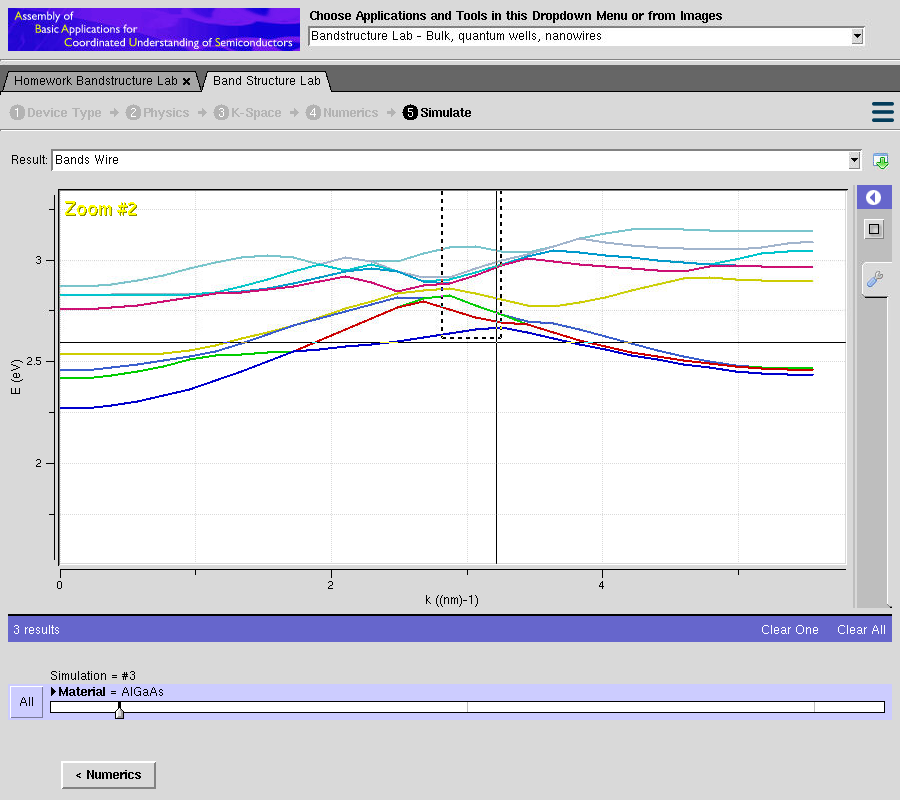 Assembly of
Basic Applications for
Coordinated Understanding of Semiconductors
Choose Applications and Tools in this Dropdown Menu or from Images
Bandstructure Lab - Bulk, quantum wells, nanowires
Homework Bandstructure Lab × Band Structure Lab
1 Device Type → 2 Physics → 3 K-Space → 4 Numerics → 5 Simulate
Result: Bands Wire
Zoom #2
3
2.5
2
E (eV)
0 2 4
k ((nm)-1)
3 results Clear One Clear All
Simulation = #3
All
Material = AlGaAs
< Numerics